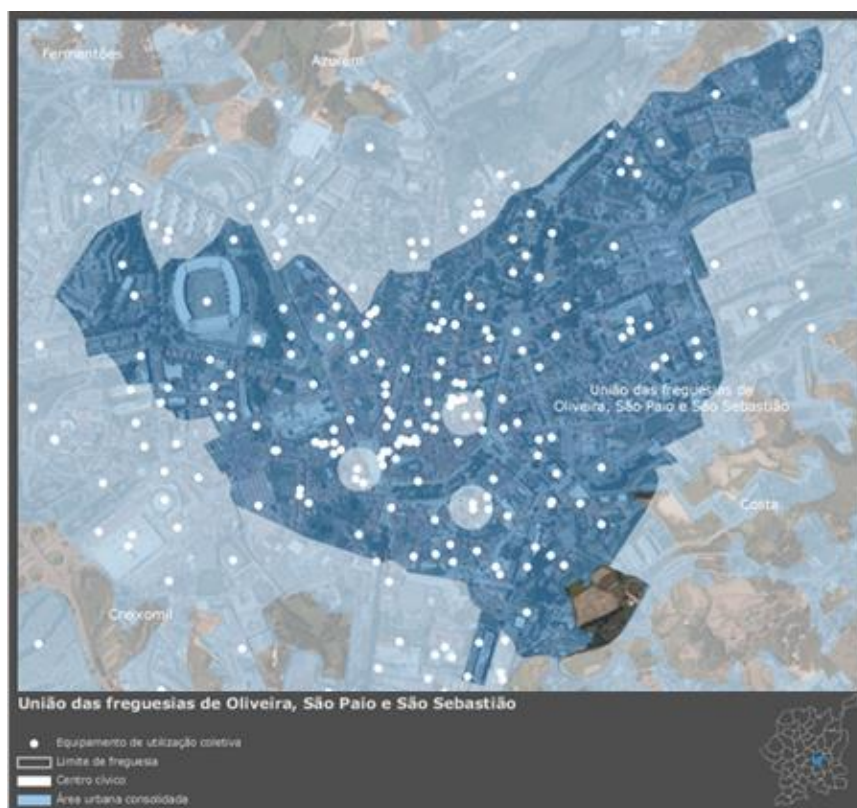 Fermentões
Azurém
União das freguesias de
Oliveira, São Paio e São Sebastião
Costa
Creixomil
União das freguesias de Oliveira, São Paio e São Sebastião
Equipamento de utilização coletiva
Limite de freguesia
Centro cívico
Área urbana consolidada